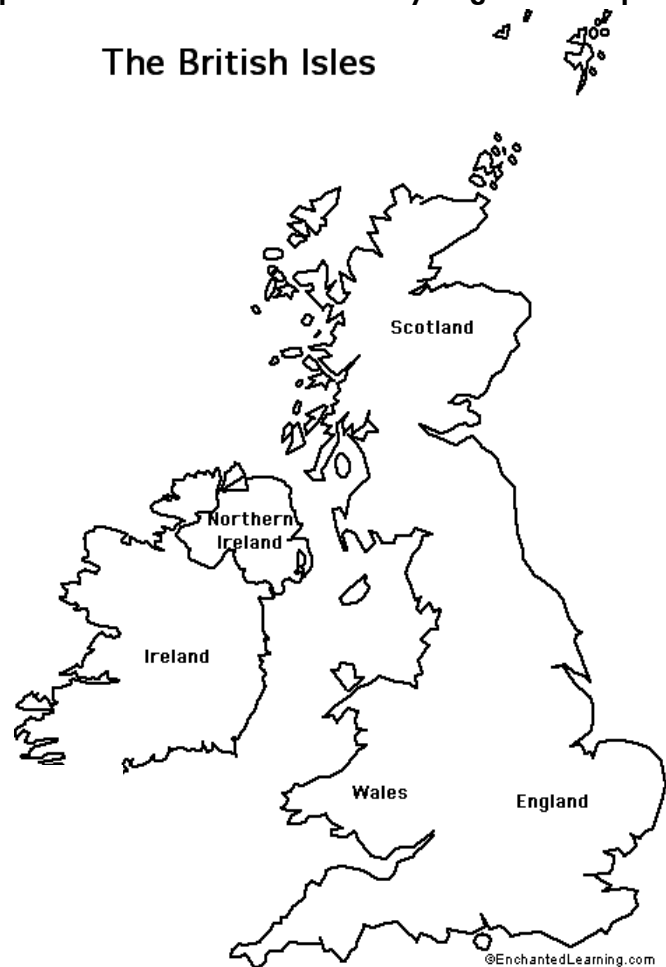 The British Isles
Scotland
Northern
Ireland
Ireland
Wales
England
©EnchantedLearning.com